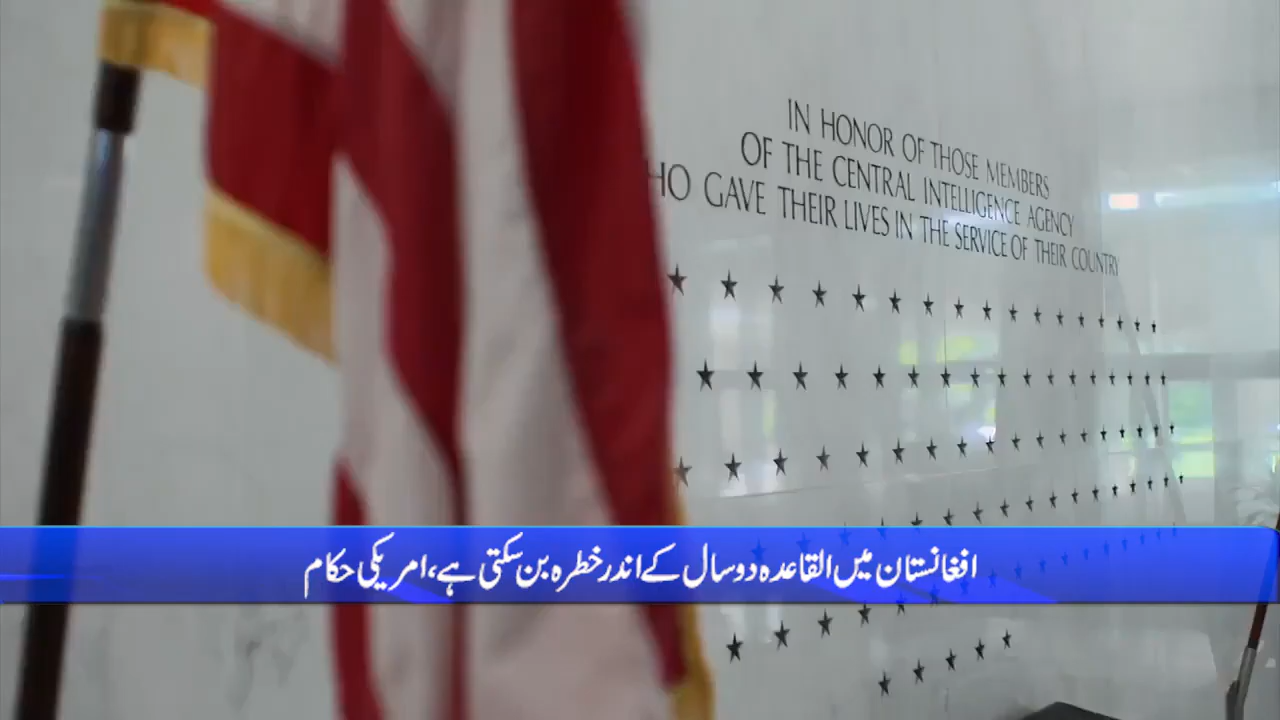 IN HONOR OF THOSE MEMBERS
OF THE CENTRAL INTELLIGENCE AGENCY
HO GAVE THEIR LIVES IN THE SERVICE OF THEIR COUNTRY
افغانستان میں القاعدہ دو سال کے اندر خطرہ بن سکتی ہے، امریکی حکام